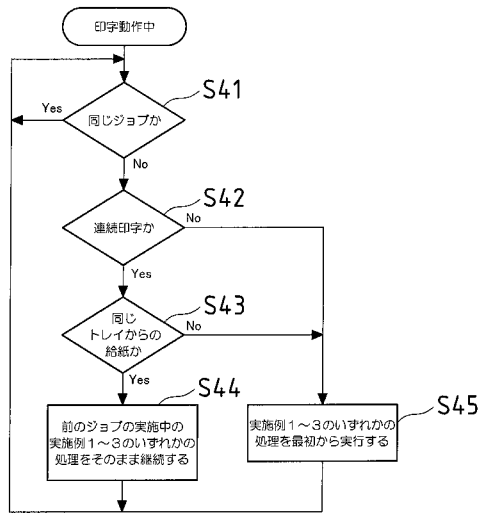 印字動作中
S41
Yes
同じジョブか
No
S42
No
連続印字か
Yes
S43
同じ
トレイからの
給紙か
No
Yes
S44
前のジョブの実施中の
実施例1～3のいずれかの
処理をそのまま継続する
S45
実施例1～3のいずれかの
処理を最初から実行する